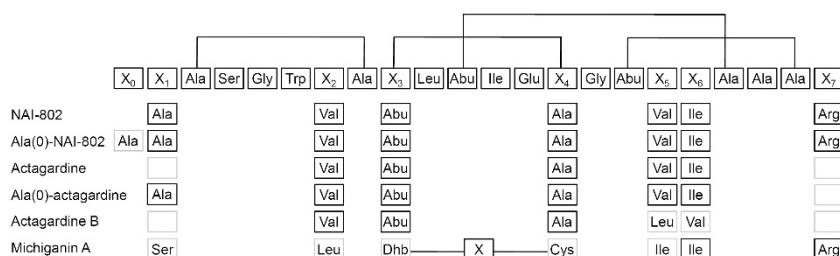 X0 X1 Ala Ser Gly Trp X2 Ala X3 Leu Abu Ile Glu X4 Gly Abu X5 X6 Ala Ala Ala X7
NAI-802 Ala Val Abu Ala Val Ile Arg
Ala(0)-NAI-802 Ala Ala Val Abu Ala Val Ile Arg
Actagardine Val Abu Ala Val Ile
Ala(0)-actagardine Ala Val Abu Ala Val Ile
Actagardine B Val Abu Ala Leu Val
Michiganin A Ser Leu Dhb X Cys Ile Ile Arg